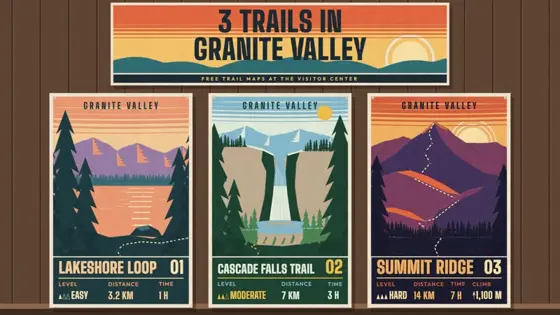 3 TRAILS IN
GRANITE VALLEY
FREE TRAIL MAPS AT THE VISITOR CENTER
GRANITE VALLEY
LAKESHORE LOOP 01
LEVEL DISTANCE TIME
EASY 3.2 KM 1 H
GRANITE VALLEY
CASCADE FALLS TRAIL 02
LEVEL DISTANCE TIME
MODERATE 7 KM 3 H
GRANITE VALLEY
SUMMIT RIDGE 03
LEVEL DISTANCE TIME CLIMB
HARD 14 KM 7 H ↑1,100 M